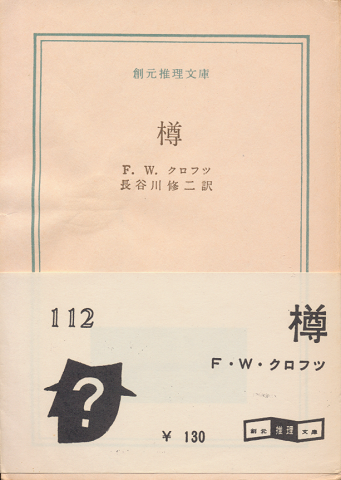 創元推理文庫
樽
F. W. クロフツ
長谷川修二訳
112
樽
F・W・クロフツ
?
¥ 130
創元推理文庫